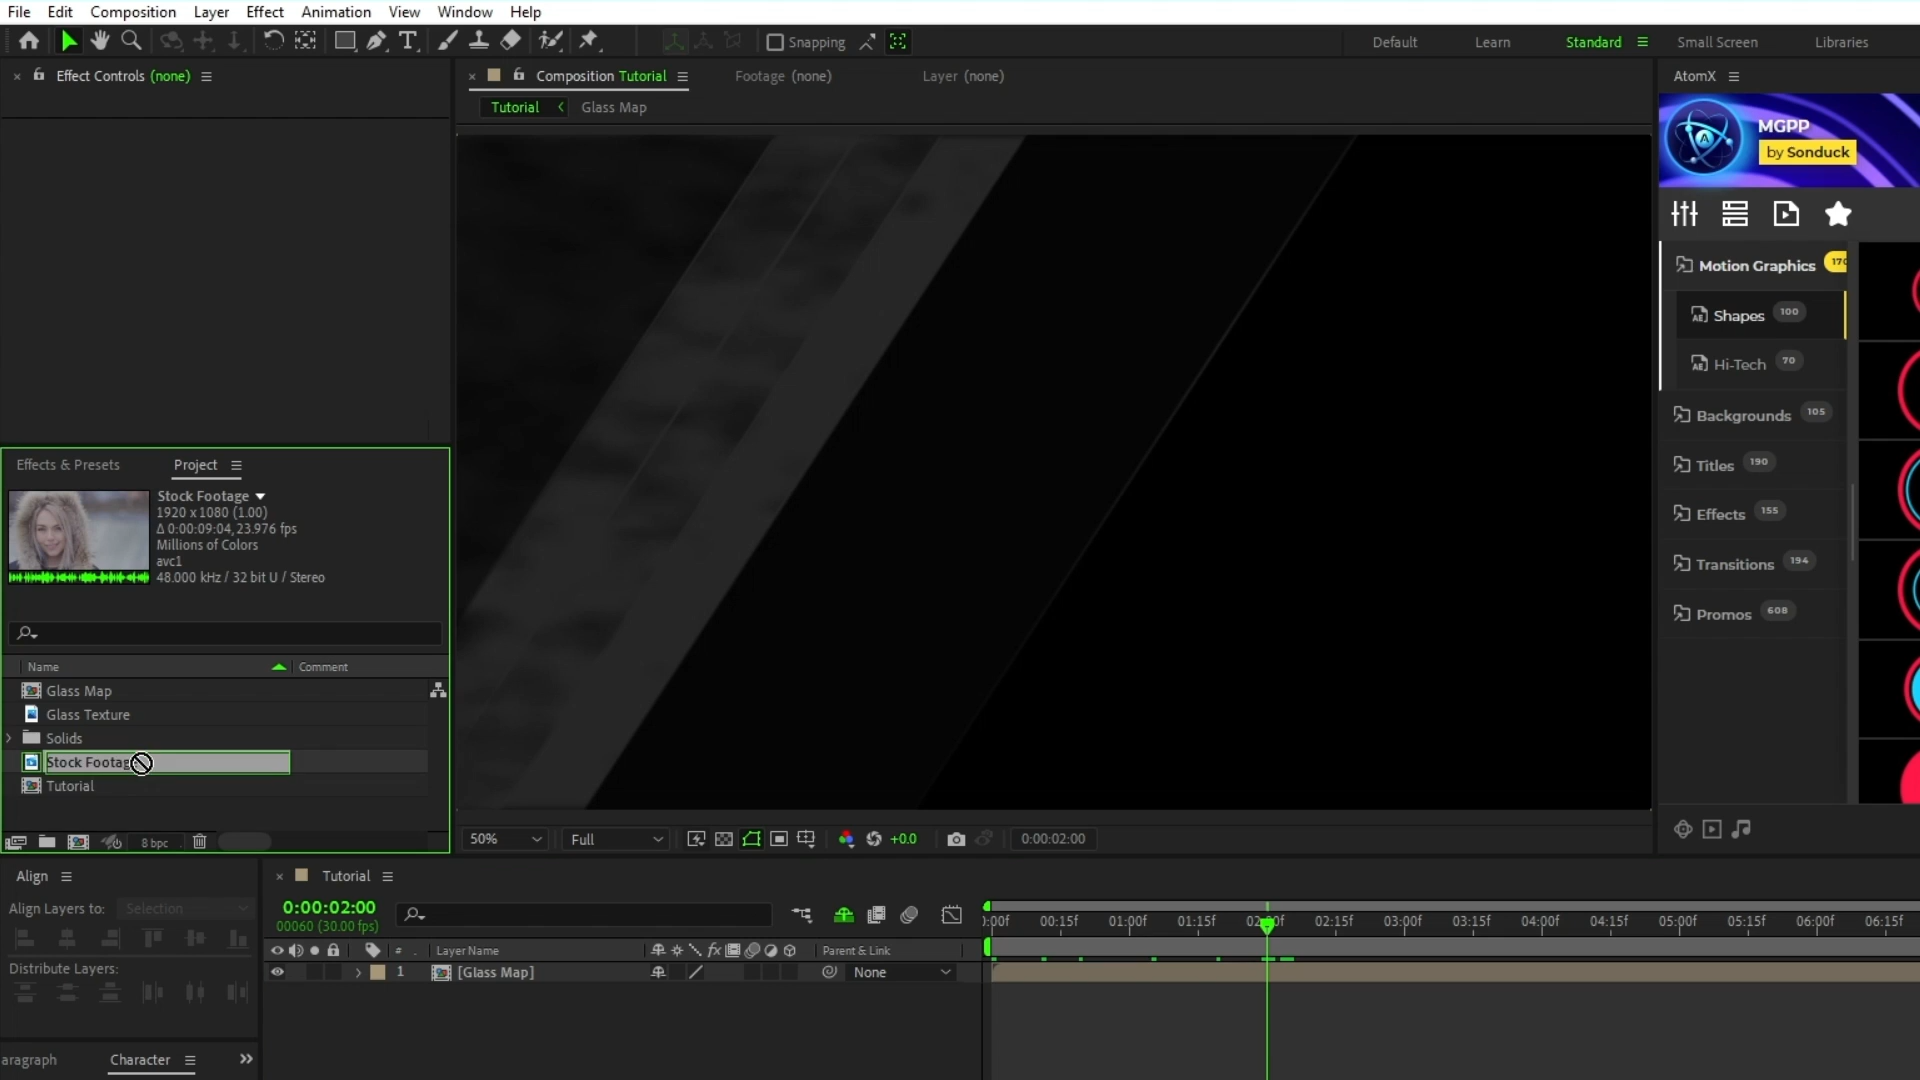 File Edit Composition Layer Effect Animation View Window Help
Snapping Default Learn Standard Small Screen Libraries
Effect Controls (none)
Composition Tutorial Footage (none) Layer (none)
Tutorial Glass Map
AtomX
MGPP
by Sonduck
Motion Graphics
Shapes 100
Hi-Tech 70
Backgrounds 105
Titles 190
Effects 155
Transitions 194
Promos 608
Effects & Presets Project
Stock Footage
1920 x 1080 (1.00)
Δ 0:00:09:04, 23.976 fps
Millions of Colors
avc1
48.000 kHz / 32 bit U / Stereo
Name Comment
Glass Map
Glass Texture
Solids
Stock Footag
Tutorial
8 bpc
50% Full +0.0 0:00:02:00
Align
Align Layers to: Selection
Distribute Layers:
Character
Tutorial
0:00:02:00
00060 (30.00 fps)
# Layer Name fx Parent & Link
1 [Glass Map] None
00:15f 01:00f 01:15f 02:15f 03:00f 03:15f 04:00f 04:15f 05:00f 05:15f 06:00f 06:15f